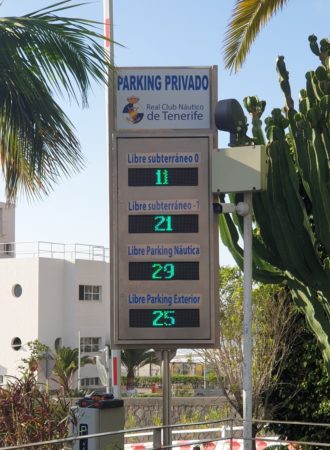 PARKING PRIVADO
Real Club Náutico
de Tenerife
Libre subterráneo 0
11
Libre subterráneo -1
21
Libre Parking Náutica
29
Libre Parking Exterior
25
P